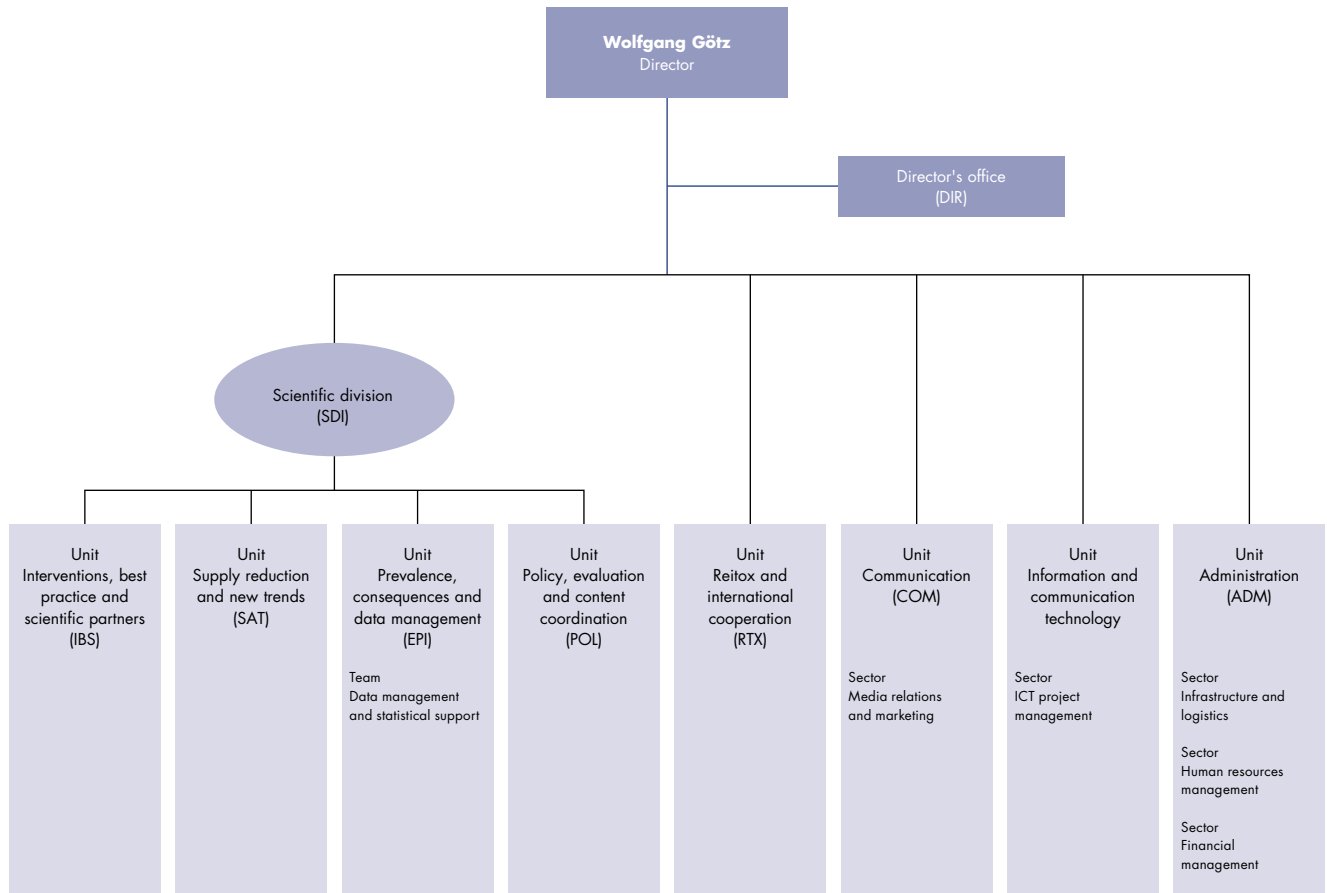 Wolfgang Götz
Director
Director's office
(DIR)
Scientific division
(SDI)
Unit
Interventions, best
practice and
scientific partners
(IBS)
Unit
Supply reduction
and new trends
(SAT)
Unit
Prevalence,
consequences and
data management
(EPI)
Team
Data management
and statistical support
Unit
Policy, evaluation
and content
coordination
(POL)
Unit
Reitox and
international
cooperation
(RTX)
Unit
Communication
(COM)
Sector
Media relations
and marketing
Unit
Information and
communication
technology
Sector
ICT project
management
Unit
Administration
(ADM)
Sector
Infrastructure and
logistics
Sector
Human resources
management
Sector
Financial
management